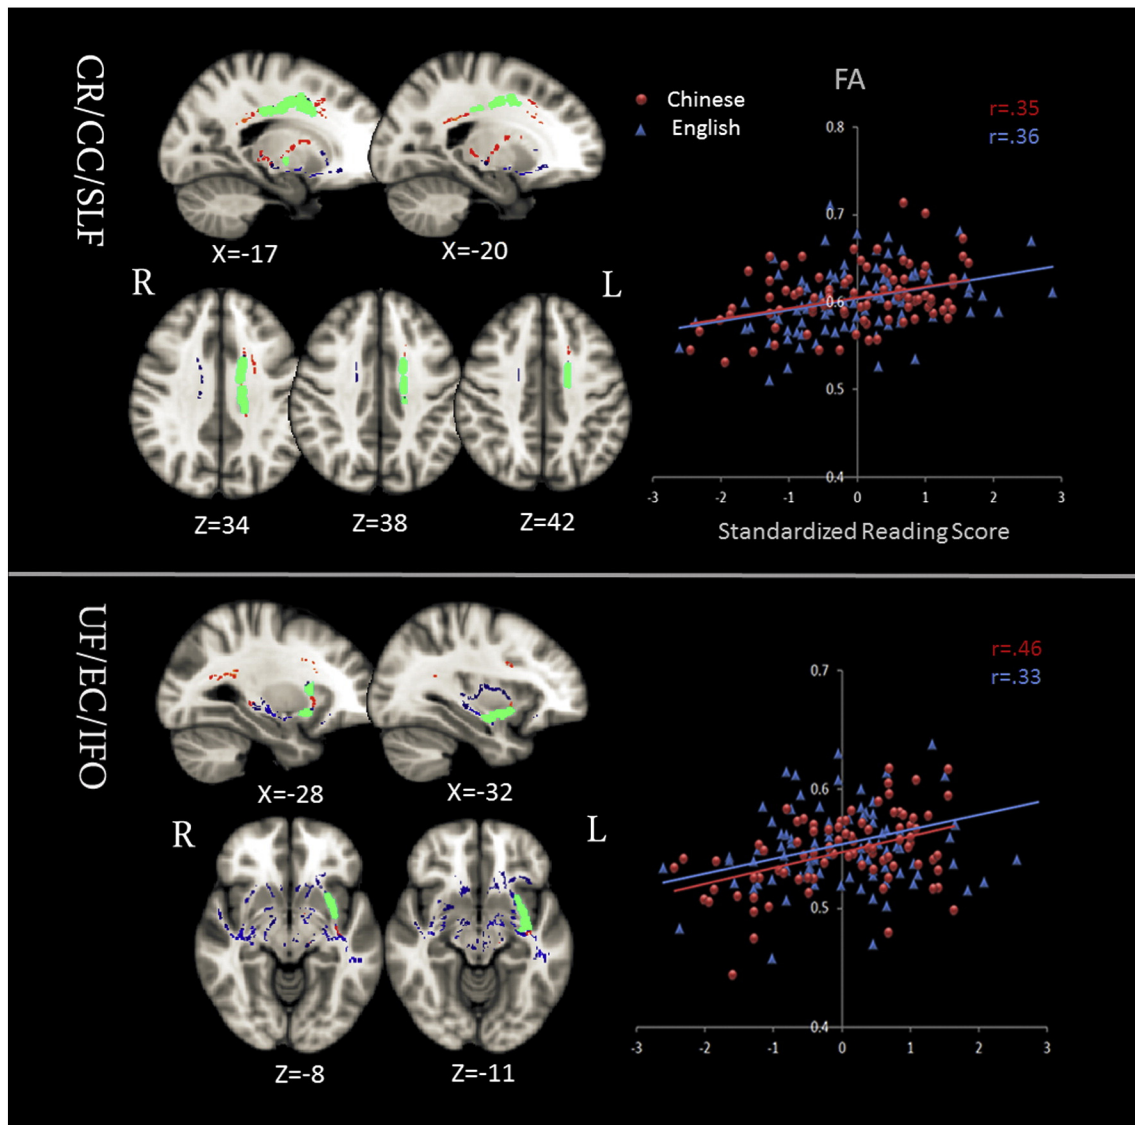 CR/CC/SLF
X=-17
X=-20
R
L
Z=34
Z=38
Z=42
Chinese
English
FA
r=.35
r=.36
0.8
0.7
0.6
0.5
0.4
-3
-2
-1
0
1
2
3
Standardized Reading Score
UF/EC/IFO
X=-28
X=-32
R
L
Z=-8
Z=-11
r=.46
r=.33
0.7
0.6
0.5
0.4
-3
-2
-1
0
1
2
3